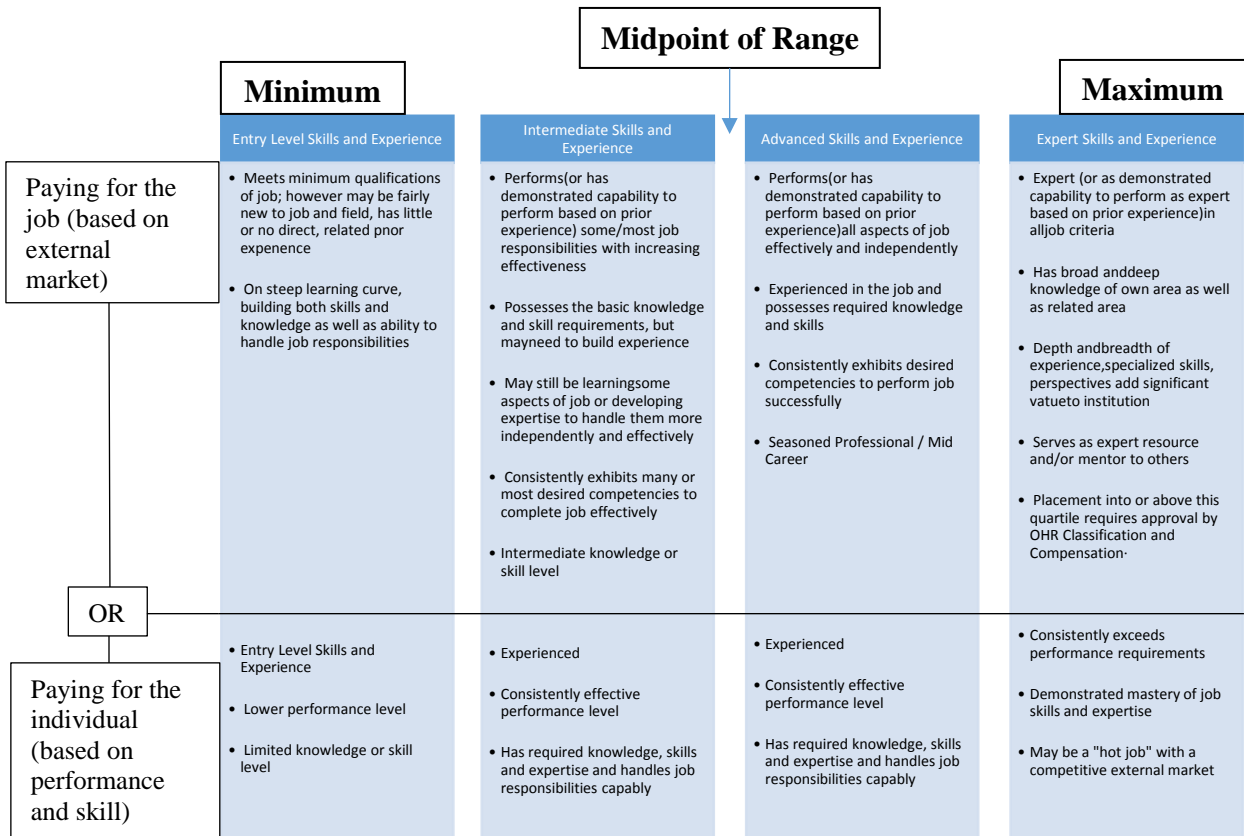 Midpoint of Range
Minimum
Maximum
Entry Level Skills and Experience
Intermediate Skills and
Experience
Advanced Skills and Experience
Expert Skills and Experience
Paying for the
job (based on
external
market)
• Meets minimum qualifications
of job; however may be fairly
new to job and field, has little
or no direct, related pnor
expenence
• On steep learning curve,
building both skills and
knowledge as well as ability to
handle job responsibilities
• Performs(or has
demonstrated capability to
perform based on prior
experience) some/most job
responsibilities with increasing
effectiveness
• Possesses the basic knowledge
and skill requirements, but
mayneed to build experience
• May still be learningsome
aspects of job or developing
expertise to handle them more
independently and effectively
• Consistently exhibits many or
most desired competencies to
complete job effectively
• Intermediate knowledge or
skill level
• Performs(or has
demonstrated capability to
perform based on prior
experience)all aspects of job
effectively and independently
• Experienced in the job and
possesses required knowledge
and skills
• Consistently exhibits desired
competencies to perform job
successfully
• Seasoned Professional / Mid
Career
• Expert (or as demonstrated
capability to perform as expert
based on prior experience)in
alljob criteria
• Has broad anddeep
knowledge of own area as well
as related area
• Depth andbreadth of
experience,specialized skills,
perspectives add significant
vatueto institution
• Serves as expert resource
and/or mentor to others
• Placement into or above this
quartile requires approval by
OHR Classification and
Compensation·
OR
Paying for the
individual
(based on
performance
and skill)
• Entry Level Skills and
Experience
• Lower performance level
• Limited knowledge or skill
level
• Experienced
• Consistently effective
performance level
• Has required knowledge, skills
and expertise and handles job
responsibilities capably
• Experienced
• Consistently effective
performance level
• Has required knowledge, skills
and expertise and handles job
responsibilities capably
• Consistently exceeds
performance requirements
• Demonstrated mastery of job
skills and expertise
• May be a "hot job" with a
competitive external market